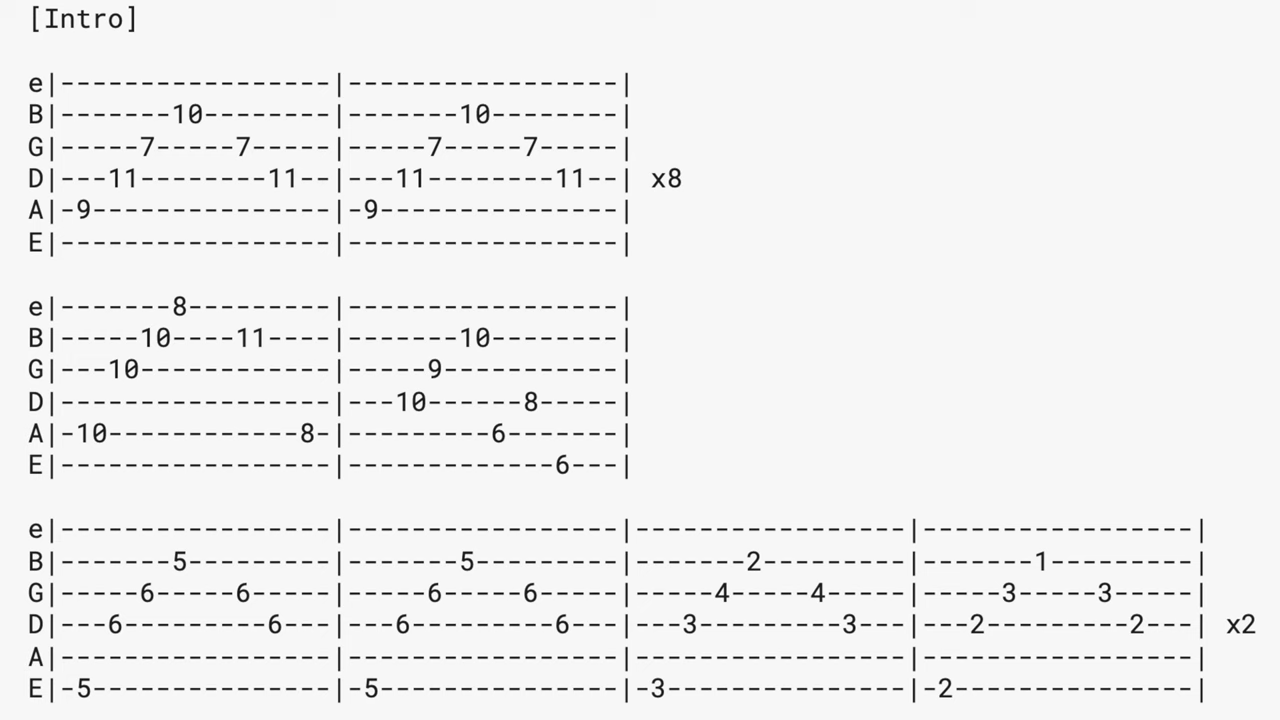 [Intro]
e|-----------------|-----------------|
B|-------10--------|-------10--------|
G|-----7-----7-----|-----7-----7-----|
D|---11--------11--|---11--------11--| x8
A|-9---------------|-9---------------|
E|-----------------|-----------------|
e|-------8---------|-----------------|
B|-----10----11----|-------10--------|
G|---10------------|-----9-----------|
D|-----------------|---10------8-----|
A|-10------------8-|---------6-------|
E|-----------------|-------------6---|
e|-----------------|-----------------|-----------------|-----------------|
B|-------5---------|-------5---------|-------2---------|-------1---------|
G|-----6-----6-----|-----6-----6-----|-----4-----4-----|-----3-----3-----|
D|---6---------6---|---6---------6---|---3---------3---|---2---------2---| x2
A|-----------------|-----------------|-----------------|-----------------|
E|-5---------------|-5---------------|-3---------------|-2---------------|